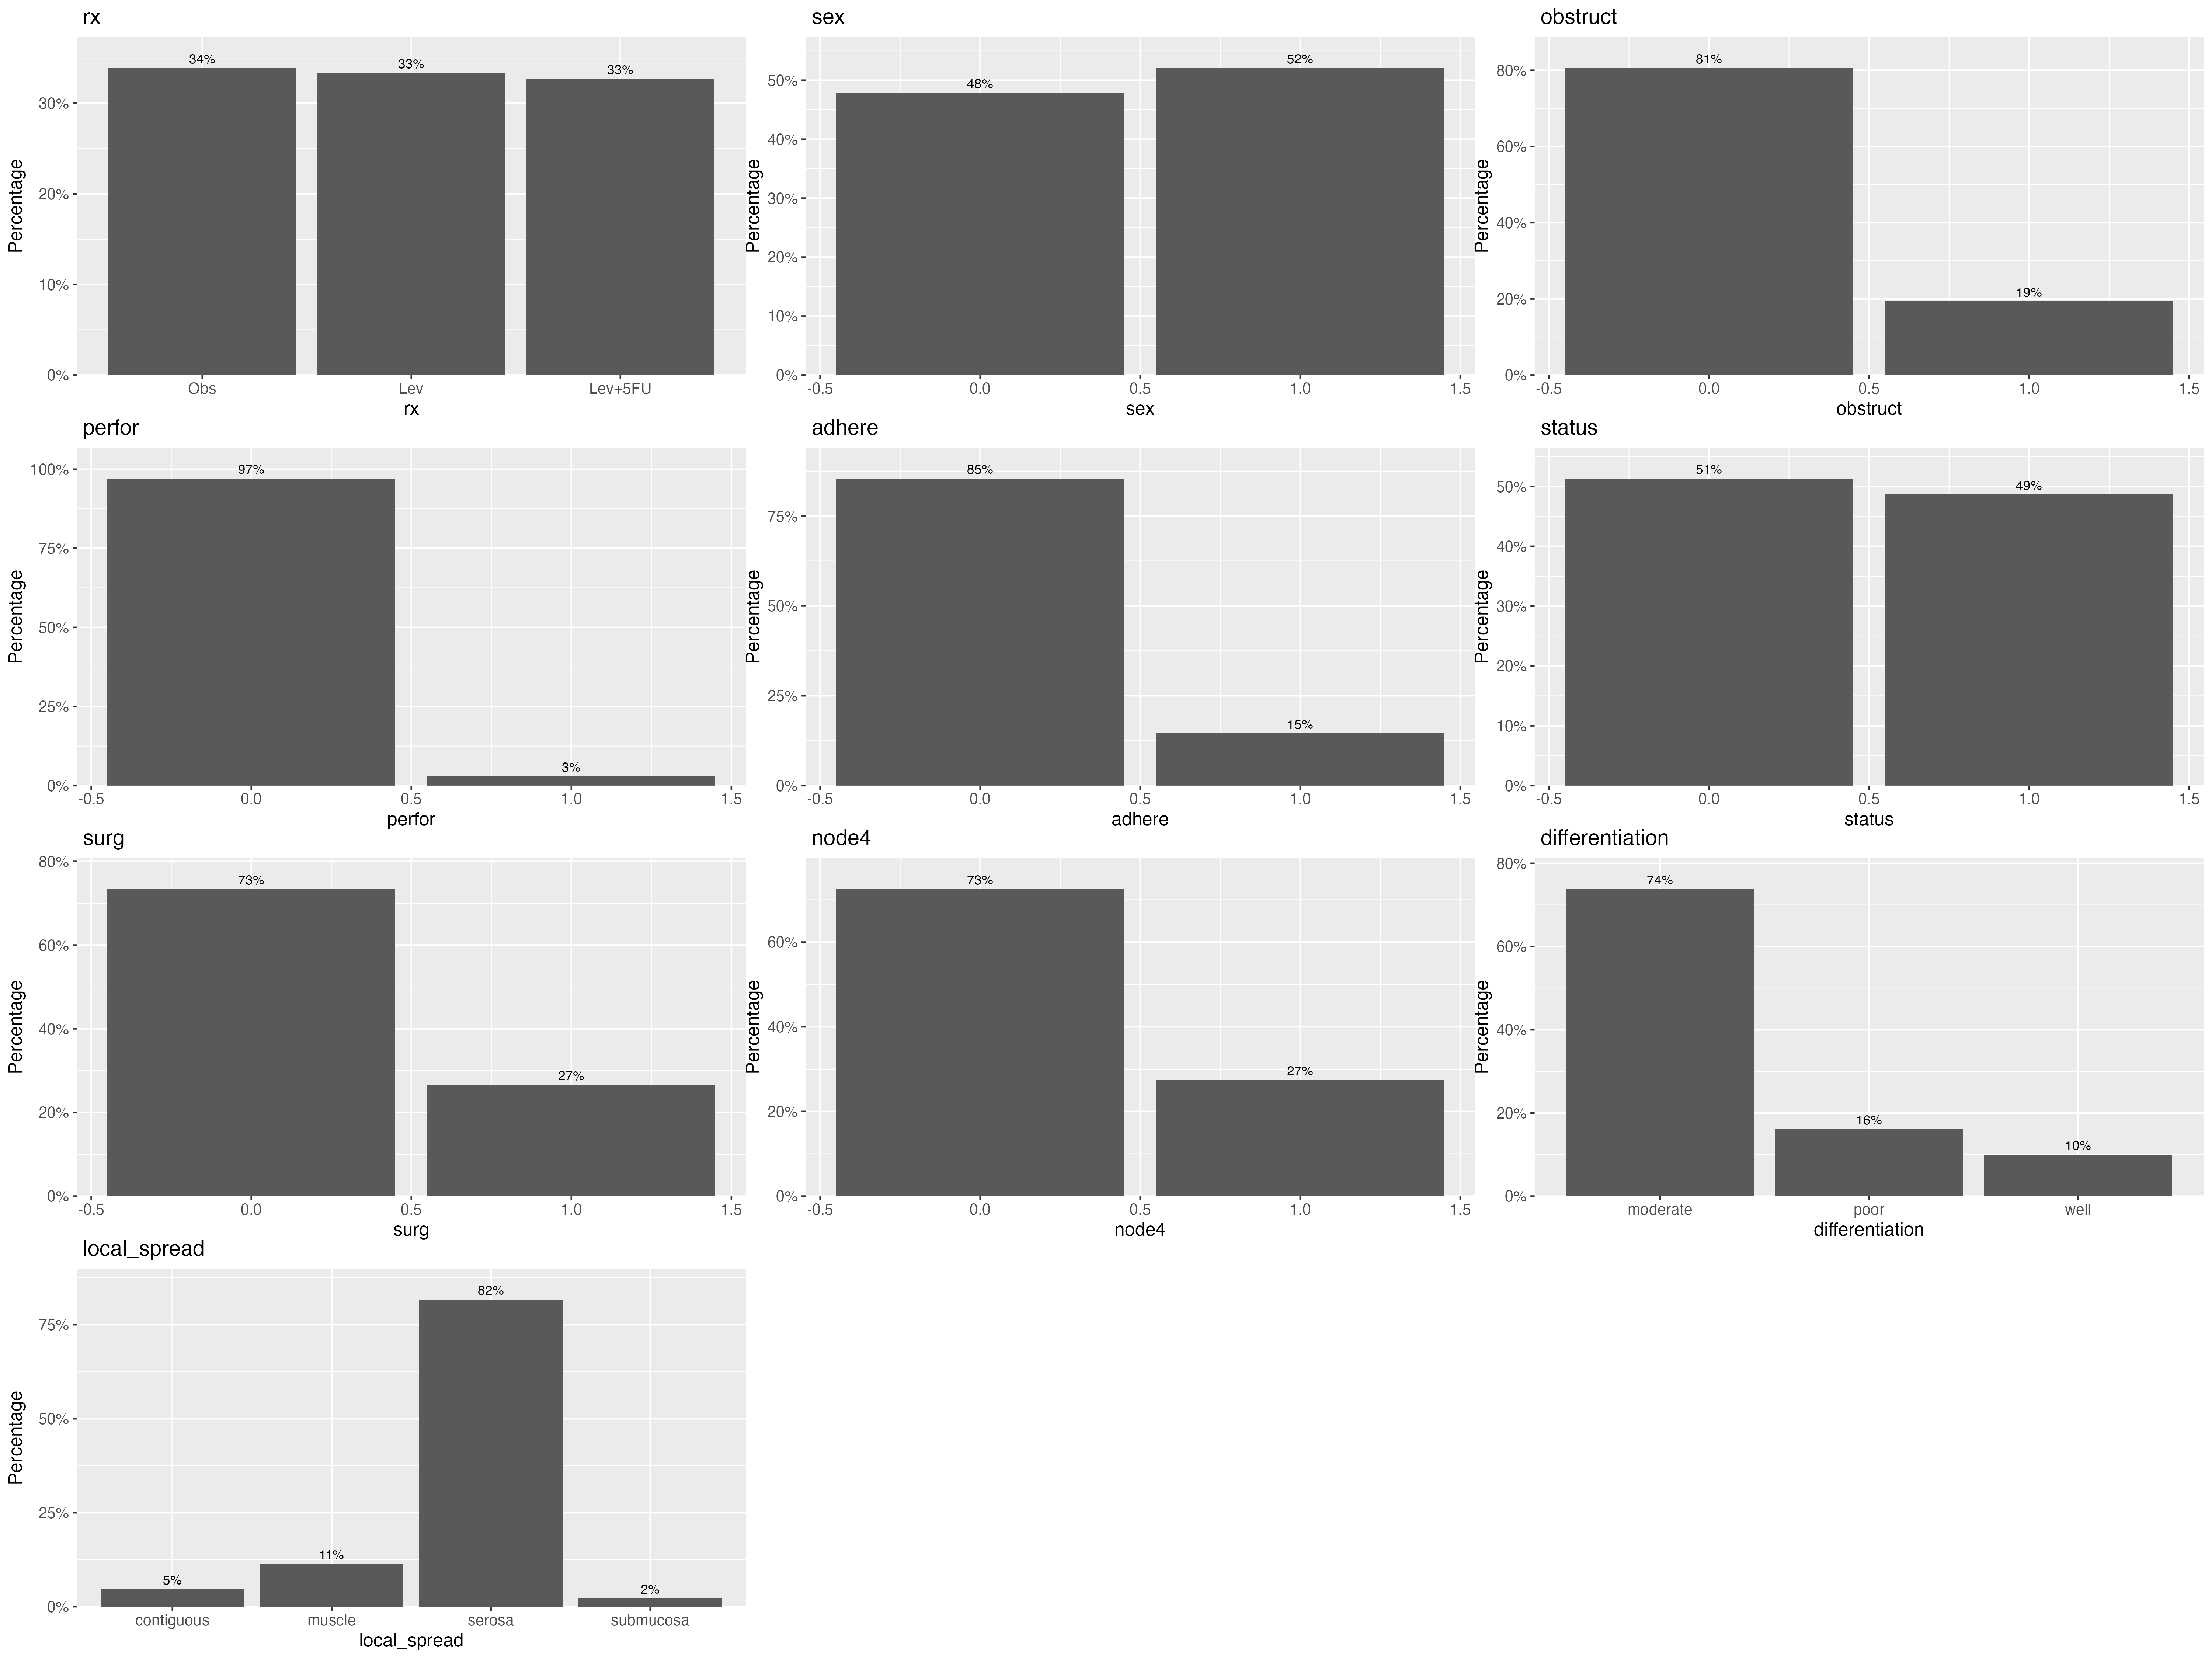 rx
Percentage
30%
20%
10%
0%
34%
33%
33%
Obs Lev Lev+5FU
rx
sex
Percentage
50%
40%
30%
20%
10%
0%
48%
52%
-0.5 0.0 0.5 1.0 1.5
sex
obstruct
Percentage
80%
60%
40%
20%
0%
81%
19%
-0.5 0.0 0.5 1.0 1.5
obstruct
perfor
Percentage
100%
75%
50%
25%
0%
97%
3%
-0.5 0.0 0.5 1.0 1.5
perfor
adhere
Percentage
75%
50%
25%
0%
85%
15%
-0.5 0.0 0.5 1.0 1.5
adhere
status
Percentage
50%
40%
30%
20%
10%
0%
51%
49%
-0.5 0.0 0.5 1.0 1.5
status
surg
Percentage
80%
60%
40%
20%
0%
73%
27%
-0.5 0.0 0.5 1.0 1.5
surg
node4
Percentage
60%
40%
20%
0%
73%
27%
-0.5 0.0 0.5 1.0 1.5
node4
differentiation
Percentage
80%
60%
40%
20%
0%
74%
16%
10%
moderate poor well
differentiation
local_spread
Percentage
75%
50%
25%
0%
5%
11%
82%
2%
contiguous muscle serosa submucosa
local_spread